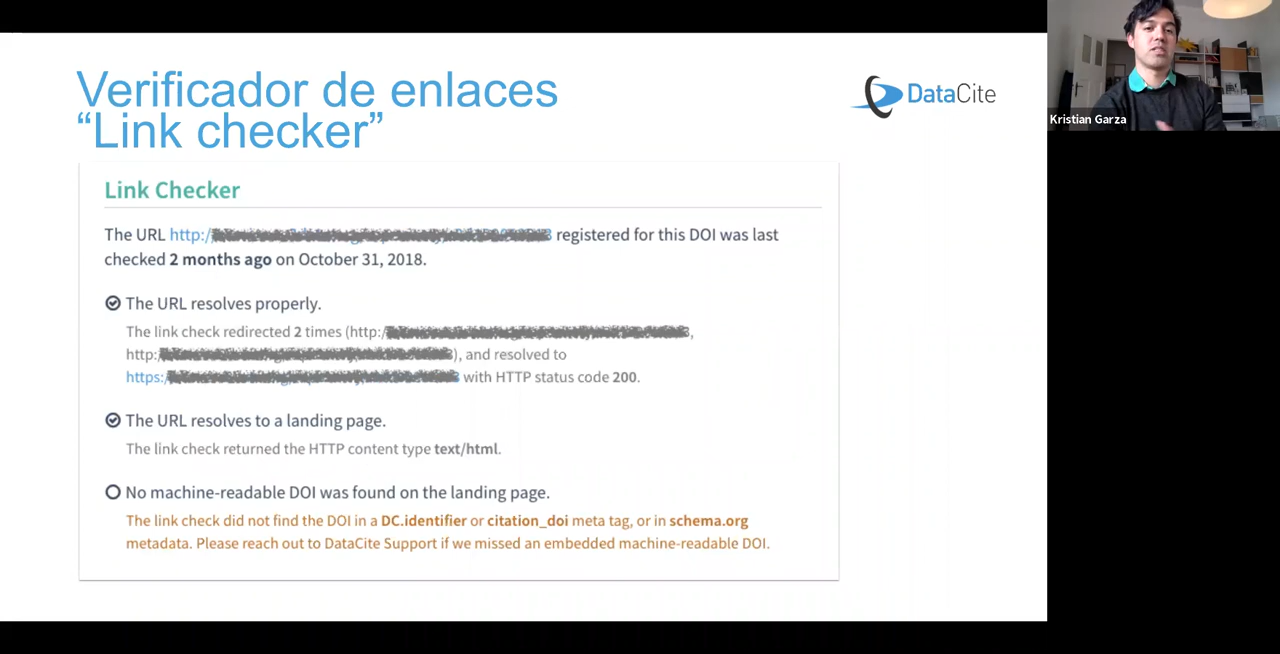 Verificador de enlaces
“Link checker”
DataCite
Kristian Garza
Link Checker
The URL http:/ registered for this DOI was last
checked 2 months ago on October 31, 2018.
The URL resolves properly.
The link check redirected 2 times (http:/ ,
http: ), and resolved to
https:/ with HTTP status code 200.
The URL resolves to a landing page.
The link check returned the HTTP content type text/html.
No machine-readable DOI was found on the landing page.
The link check did not find the DOI in a DC.identifier or citation_doi meta tag, or in schema.org
metadata. Please reach out to DataCite Support if we missed an embedded machine-readable DOI.